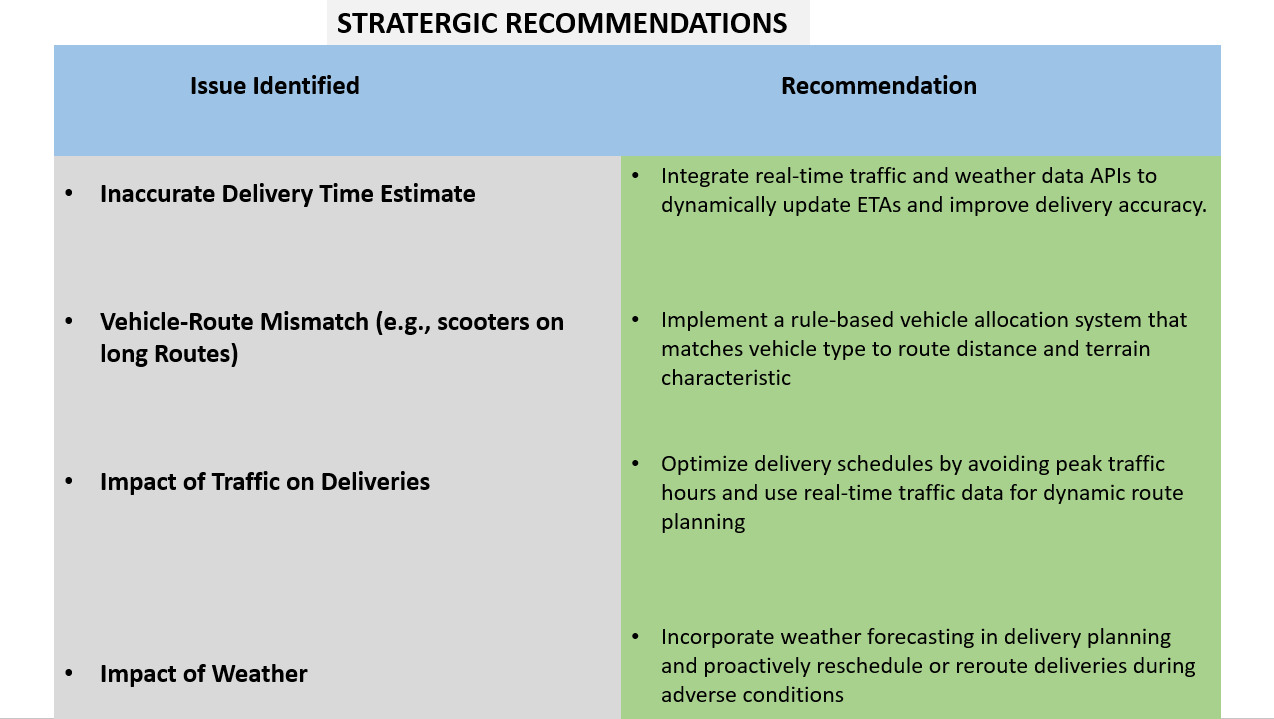 STRATERGIC RECOMMENDATIONS
Issue Identified
Recommendation
• Inaccurate Delivery Time Estimate
• Integrate real-time traffic and weather data APIs to
dynamically update ETAs and improve delivery accuracy.
• Vehicle-Route Mismatch (e.g., scooters on
long Routes)
• Implement a rule-based vehicle allocation system that
matches vehicle type to route distance and terrain
characteristic
• Impact of Traffic on Deliveries
• Optimize delivery schedules by avoiding peak traffic
hours and use real-time traffic data for dynamic route
planning
• Impact of Weather
• Incorporate weather forecasting in delivery planning
and proactively reschedule or reroute deliveries during
adverse conditions